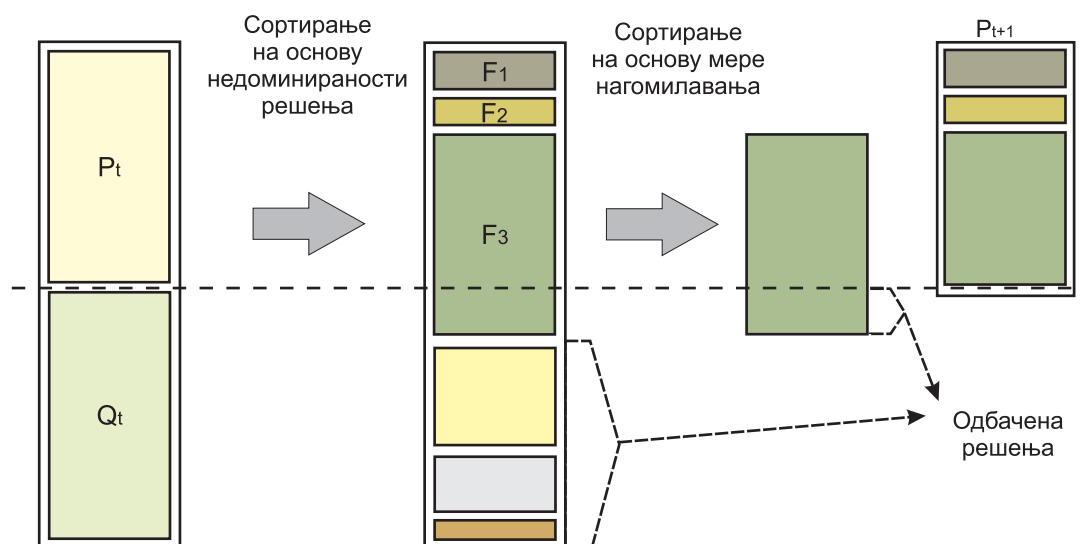 Сортирање
на основу
недоминираности
решења
Сортирање
на основу мере
нагомилавања
Pt+1
Pt
Qt
F1
F2
F3
Одбачена
решења